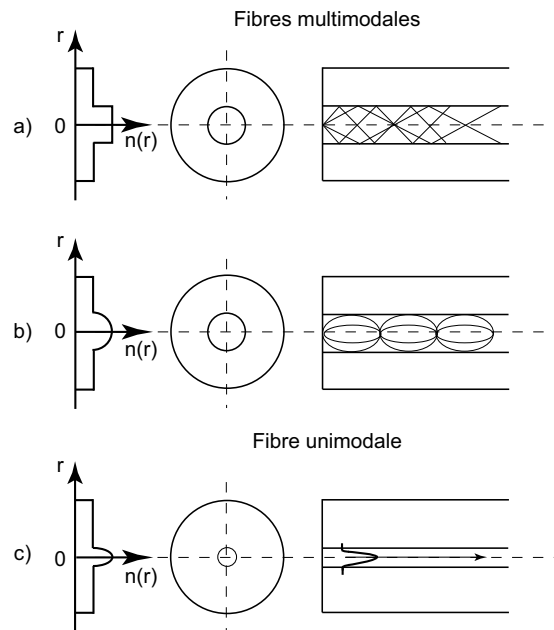 Fibres multimodales
r
a)
0
n(r)
r
b)
0
n(r)
Fibre unimodale
r
c)
0
n(r)